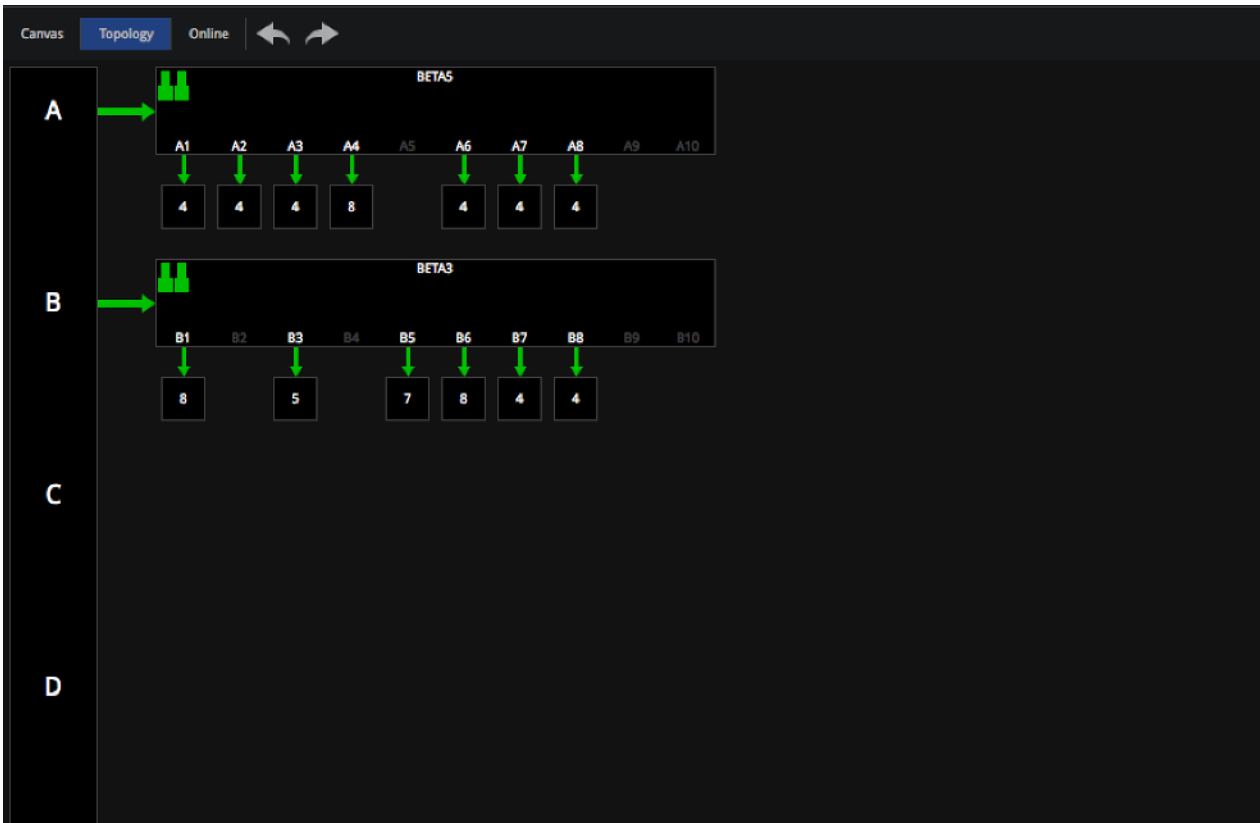 Canvas Topology Online
A
BETA5
A1 A2 A3 A4 A5 A6 A7 A8 A9 A10
4 4 4 8 4 4 4
B
BETA3
B1 B2 B3 B4 B5 B6 B7 B8 B9 B10
8 5 7 8 4 4
C
D